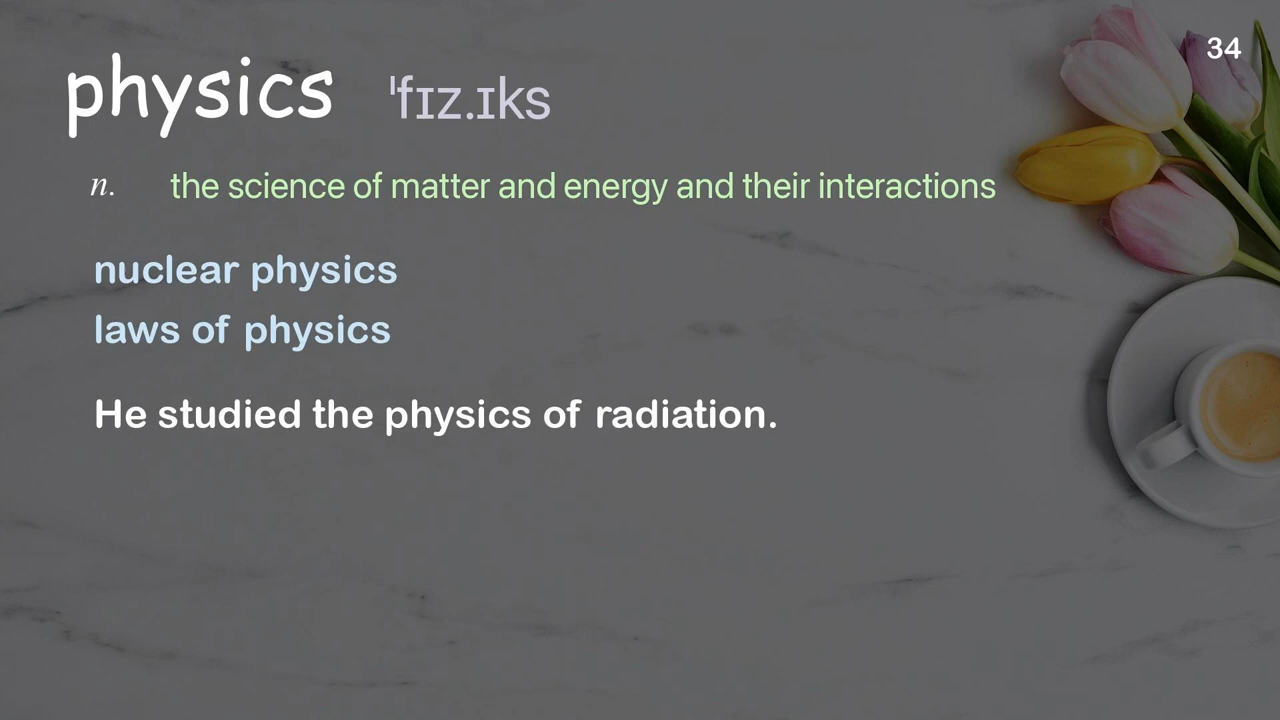 34
physics ˈfɪz.ɪks
n. the science of matter and energy and their interactions
nuclear physics
laws of physics
He studied the physics of radiation.